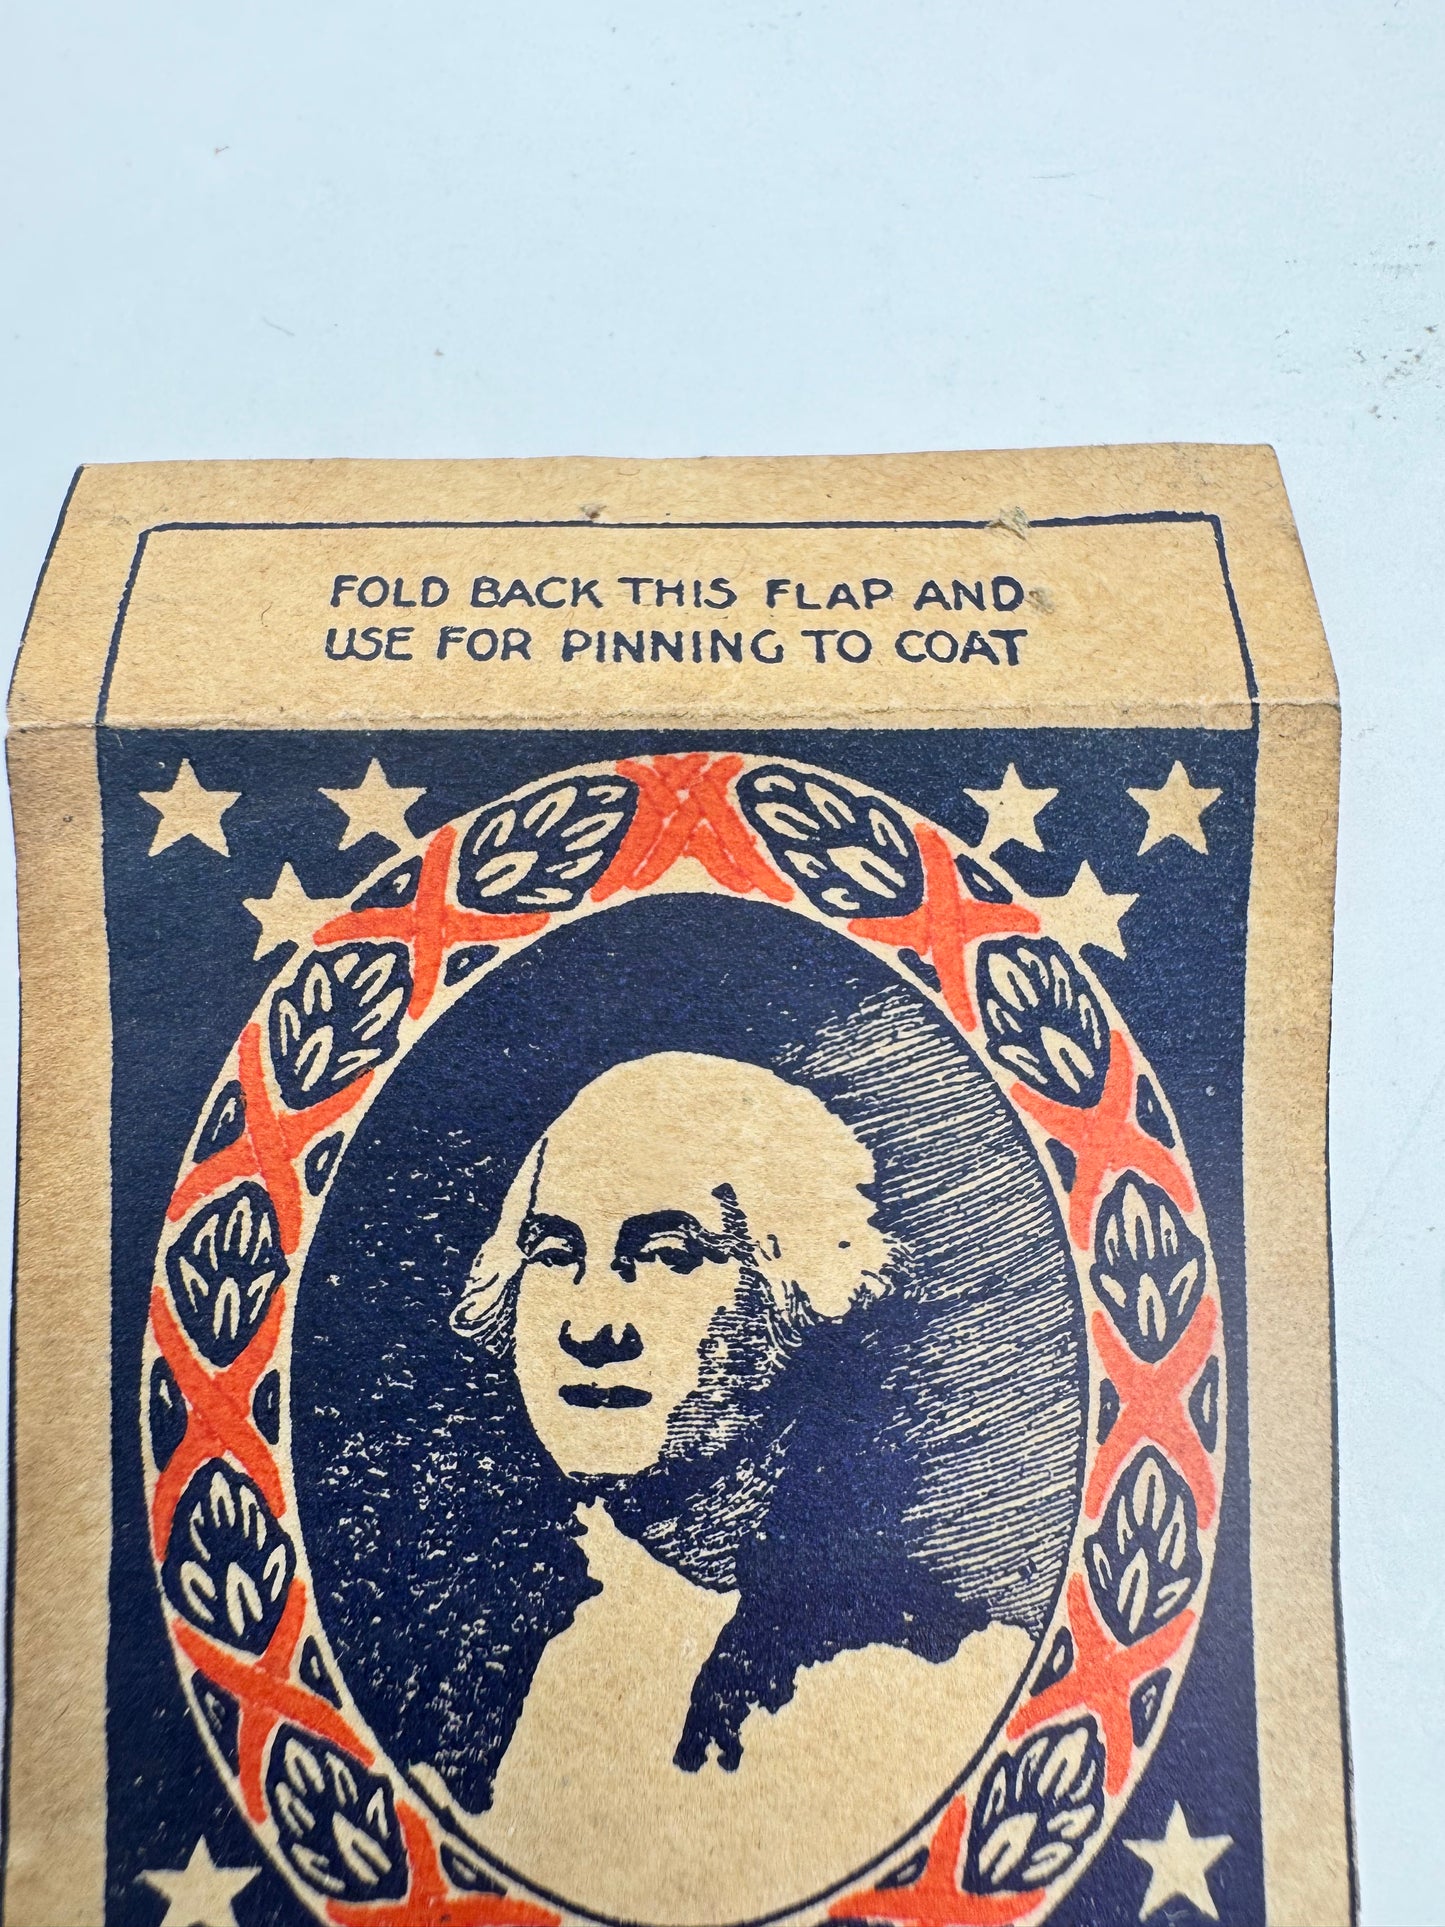 FOLD BACK THIS FLAP AND
USE FOR PINNING TO COAT